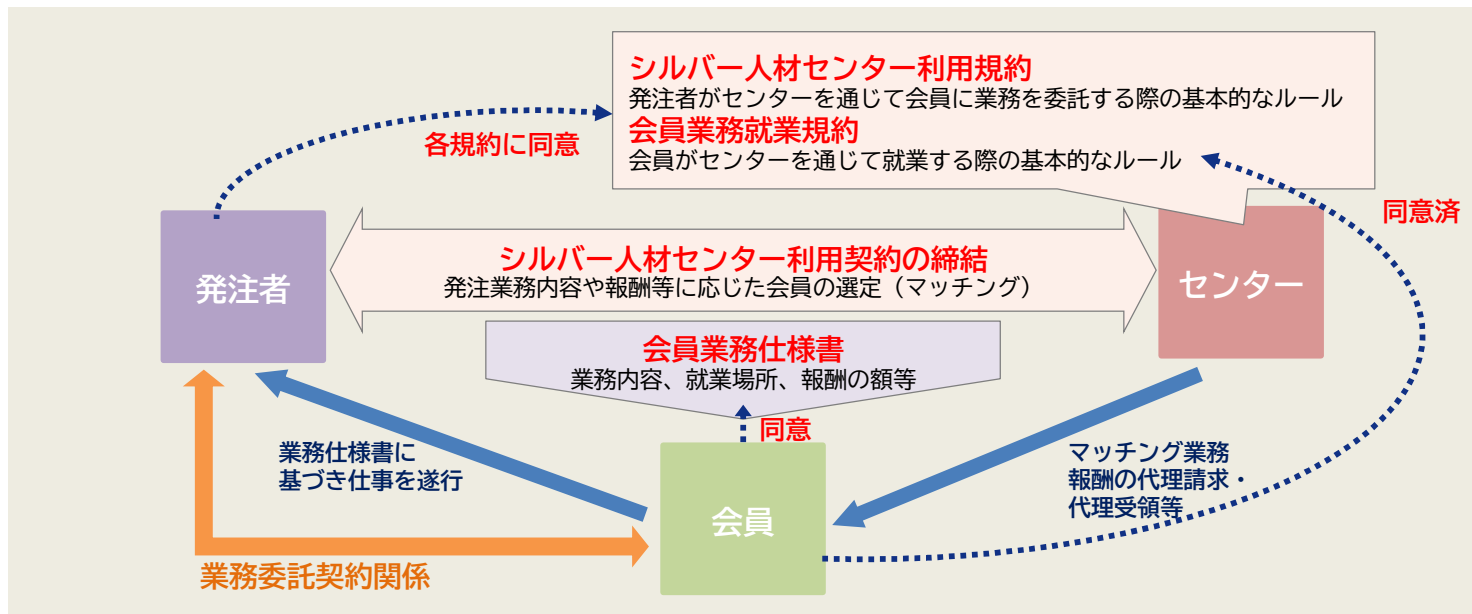 シルバー人材センター利用規約
発注者がセンターを通じて会員に業務を委託する際の基本的なルール
会員業務就業規約
会員がセンターを通じて就業する際の基本的なルール
各規約に同意
同意済
発注者
シルバー人材センター利用契約の締結
発注業務内容や報酬等に応じた会員の選定（マッチング）
センター
会員業務仕様書
業務内容、就業場所、報酬の額等
同意
業務仕様書に
基づき仕事を遂行
マッチング業務
報酬の代理請求・
代理受領等
会員
業務委託契約関係